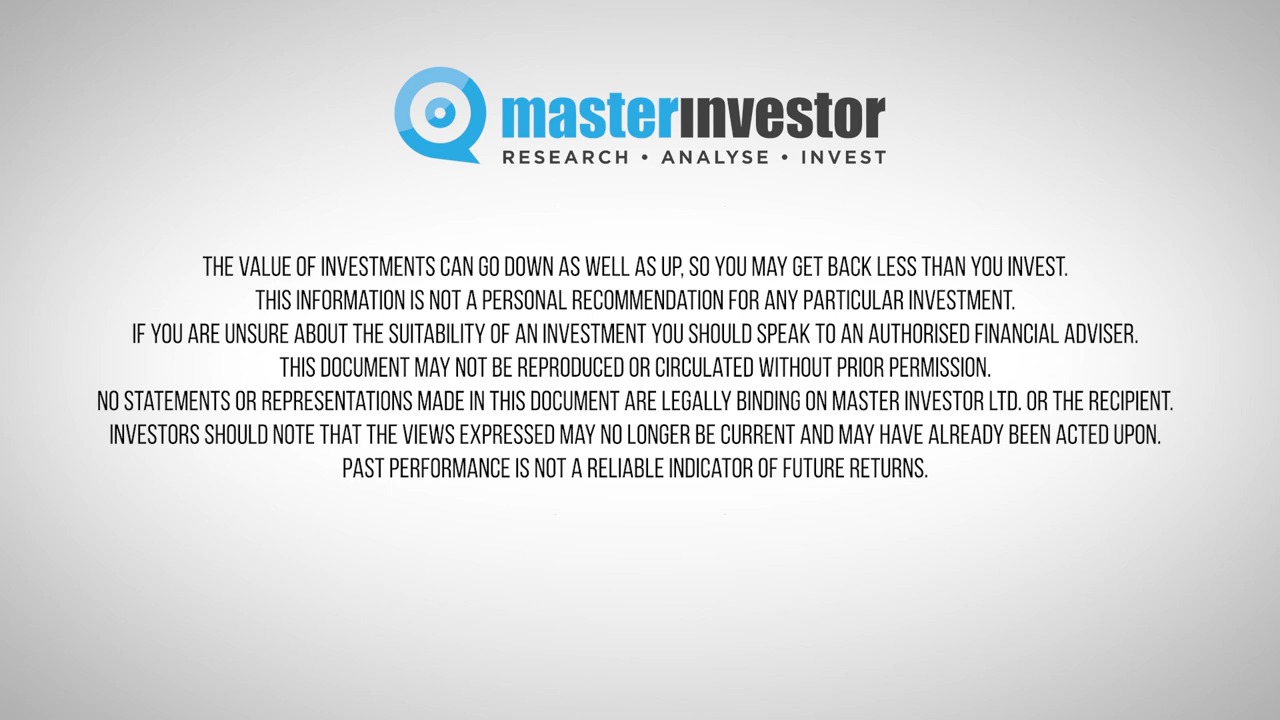 masterinvestor
RESEARCH • ANALYSE • INVEST
THE VALUE OF INVESTMENTS CAN GO DOWN AS WELL AS UP, SO YOU MAY GET BACK LESS THAN YOU INVEST.
THIS INFORMATION IS NOT A PERSONAL RECOMMENDATION FOR ANY PARTICULAR INVESTMENT.
IF YOU ARE UNSURE ABOUT THE SUITABILITY OF AN INVESTMENT YOU SHOULD SPEAK TO AN AUTHORISED FINANCIAL ADVISER.
THIS DOCUMENT MAY NOT BE REPRODUCED OR CIRCULATED WITHOUT PRIOR PERMISSION.
NO STATEMENTS OR REPRESENTATIONS MADE IN THIS DOCUMENT ARE LEGALLY BINDING ON MASTER INVESTOR LTD. OR THE RECIPIENT.
INVESTORS SHOULD NOTE THAT THE VIEWS EXPRESSED MAY NO LONGER BE CURRENT AND MAY HAVE ALREADY BEEN ACTED UPON.
PAST PERFORMANCE IS NOT A RELIABLE INDICATOR OF FUTURE RETURNS.